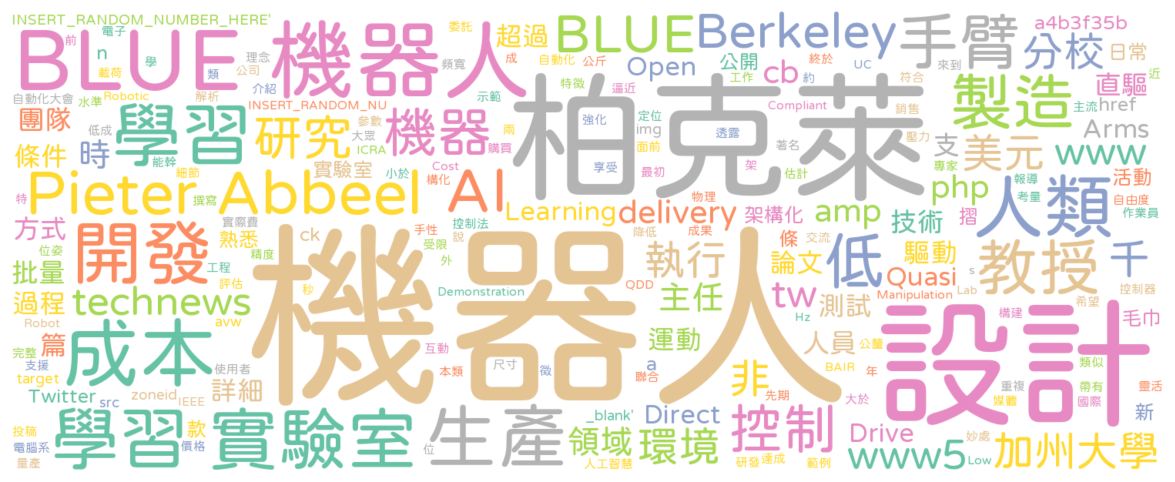 INSERT_RANDOM_NUMBER_HERE'
電子
前
n
載荷
學
類
理念
公司
委託
頻寬
成
超過
自動化
公斤
終於
BLUE
Berkeley
手臂
a4b3f35b
分校
日常
來到
近
BLUE
機器人
Open
公開
UC
特徵
工作
約
cb
符合
直驅
主流
href
自動化大會
水準
Robotic
解析
介紹
示範
逼近
INSERT_RANDOM_NU
參數
大眾
ICRA
兩
購買
柏克萊
強化
定位
img
面前
透露
Compliant
著名
銷售
壓力
專家
製造
支
Arms
美元
www
團隊
低成
學習
能幹
研究
機器
條件
時
細節
實驗室
Cost
構化
小於
最初
享受
架
估計
php
報導
考量
活動
特
撰寫
Pieter Abbeel
AI
物理
人類
自由度
作業員
方式
位姿
實際費
熟悉
精度
ck
手性
受限
控制法
說
外
Learning
delivery
降低
成果
架構化
交流
amp
技術
摺
開發
工程
評估
執行
條
論文
低
驅動
教授
千
批量
過程
technews
avw
秒
Demonstration
QDD
主任
tw
Hz
測試
Quasi
Manipulation
s
Lab
控制器
希望
機器人
Robot
篇
成本
完整
支援
target
Twitter
src
zoneid
IEEE
使用者
詳細
互動
本類
尺寸
徵
運動
a
聯合
非
先期
年
人員
公釐
BAIR
大於
設計
構建
毛巾
類似
重複
帶有
靈活
媒體
國際
新
投稿
電腦系
量產
學習
實驗室
款
價格
生產
位
_blank'
Direct
領域
環境
人工智慧
控制
研發
達成
範例
Drive
www5
妙處
Low
加州大學